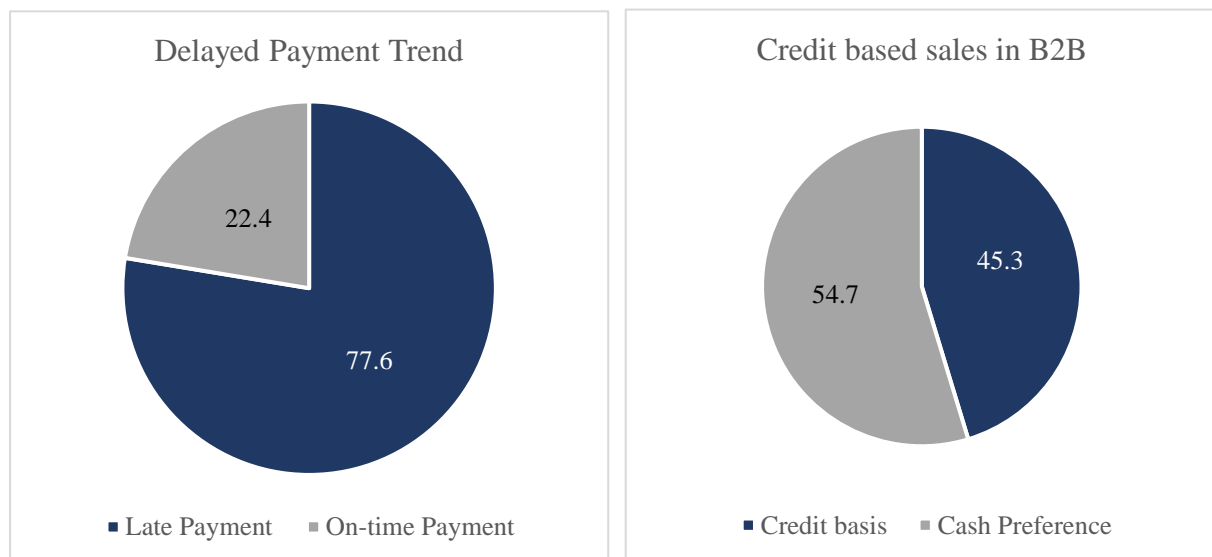 Delayed Payment Trend
22.4
77.6
Late Payment On-time Payment
Credit based sales in B2B
45.3
54.7
Credit basis Cash Preference